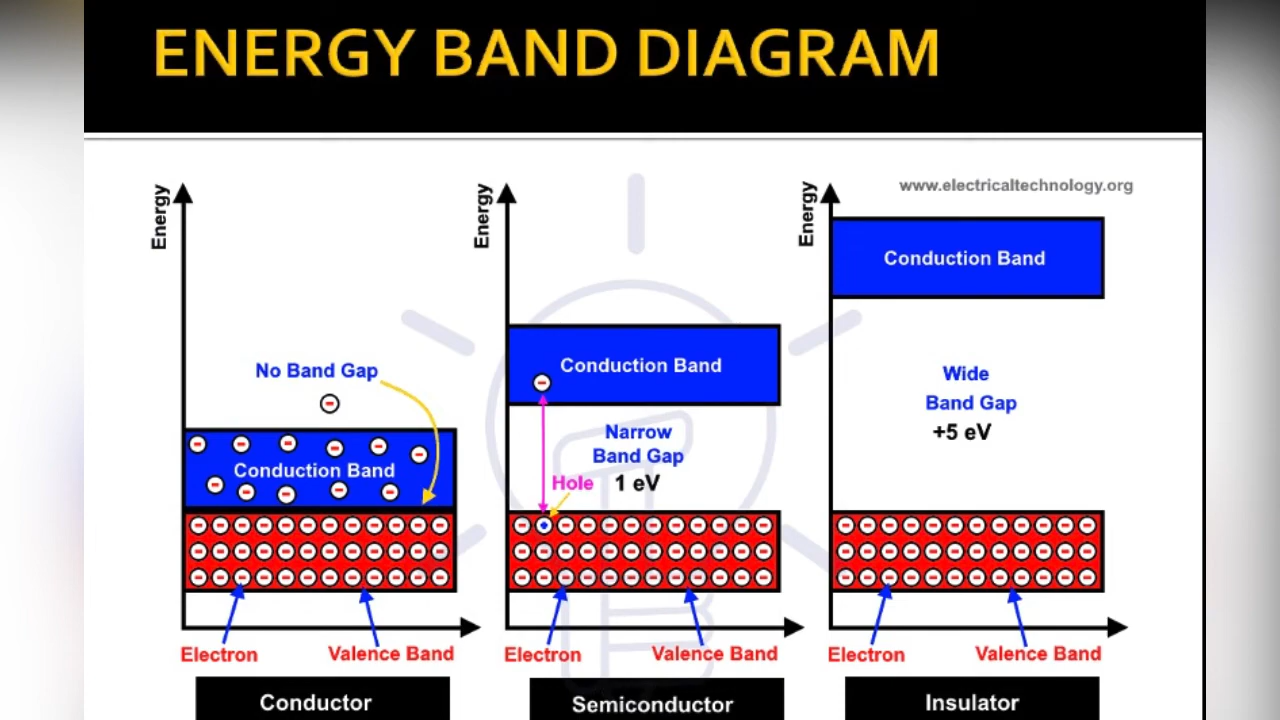 ENERGY BAND DIAGRAM
www.electricaltechnology.org
Energy
No Band Gap
Conduction Band
Electron
Valence Band
Conductor
Energy
Conduction Band
Narrow
Band Gap
Hole
1 eV
Electron
Valence Band
Semiconductor
Energy
Conduction Band
Wide
Band Gap
+5 eV
Electron
Valence Band
Insulator